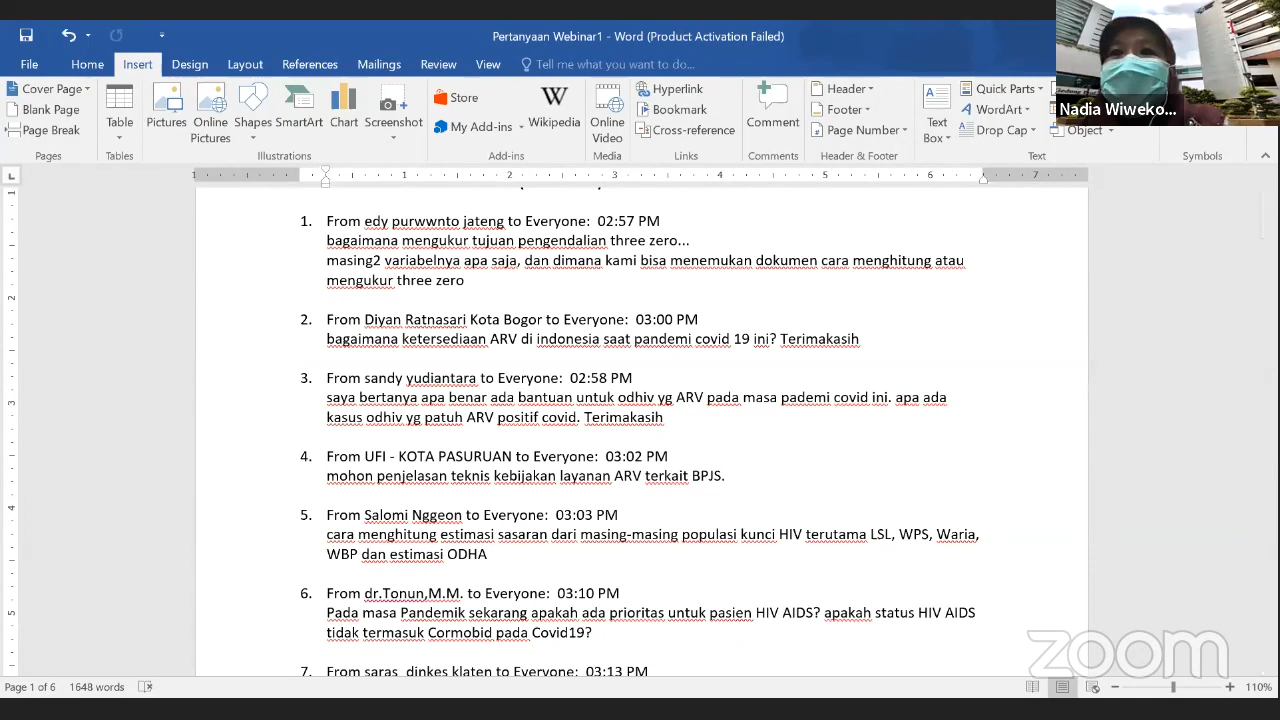 Pertanyaan Webinar1 - Word (Product Activation Failed)
File Home Insert Design Layout References Mailings Review View Tell me what you want to do...
Cover Page
Blank Page
Page Break
Pages
Table
Tables
Pictures
Online Pictures
Shapes
SmartArt
Chart
Screenshot
Illustrations
Store
My Add-ins
Wikipedia
Add-ins
Online Video
Media
Hyperlink
Bookmark
Cross-reference
Links
Comment
Comments
Header
Footer
Page Number
Header & Footer
Text Box
Quick Parts
WordArt
Drop Cap
Object
Text
Symbols
Nadia Wiweko...
1 1 2 3 4 5 6 7
1
2
3
4
5
1. From edy purwwnto jateng to Everyone: 02:57 PM
bagaimana mengukur tujuan pengendalian three zero...
masing2 variabelnya apa saja, dan dimana kami bisa menemukan dokumen cara menghitung atau
mengukur three zero
2. From Diyan Ratnasari Kota Bogor to Everyone: 03:00 PM
bagaimana ketersediaan ARV di indonesia saat pandemi covid 19 ini? Terimakasih
3. From sandy yudiantara to Everyone: 02:58 PM
saya bertanya apa benar ada bantuan untuk odhiv yg ARV pada masa pademi covid ini. apa ada
kasus odhiv yg patuh ARV positif covid. Terimakasih
4. From UFI - KOTA PASURUAN to Everyone: 03:02 PM
mohon penjelasan teknis kebijakan layanan ARV terkait BPJS.
5. From Salomi Nggeon to Everyone: 03:03 PM
cara menghitung estimasi sasaran dari masing-masing populasi kunci HIV terutama LSL, WPS, Waria,
WBP dan estimasi ODHA
6. From dr.Tonun,M.M. to Everyone: 03:10 PM
Pada masa Pandemik sekarang apakah ada prioritas untuk pasien HIV AIDS? apakah status HIV AIDS
tidak termasuk Cormobid pada Covid19?
7. From saras dinkes klaten to Everyone: 03:13 PM
zoom
Page 1 of 6 1648 words 110%